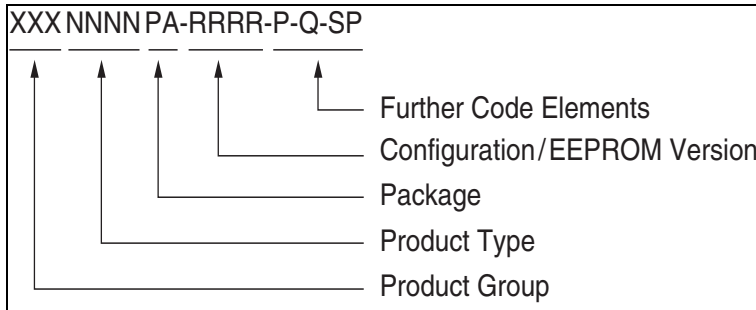 XXX NNNN PA-RRRR-P-Q-SP
Further Code Elements
Configuration/EEPROM Version
Package
Product Type
Product Group